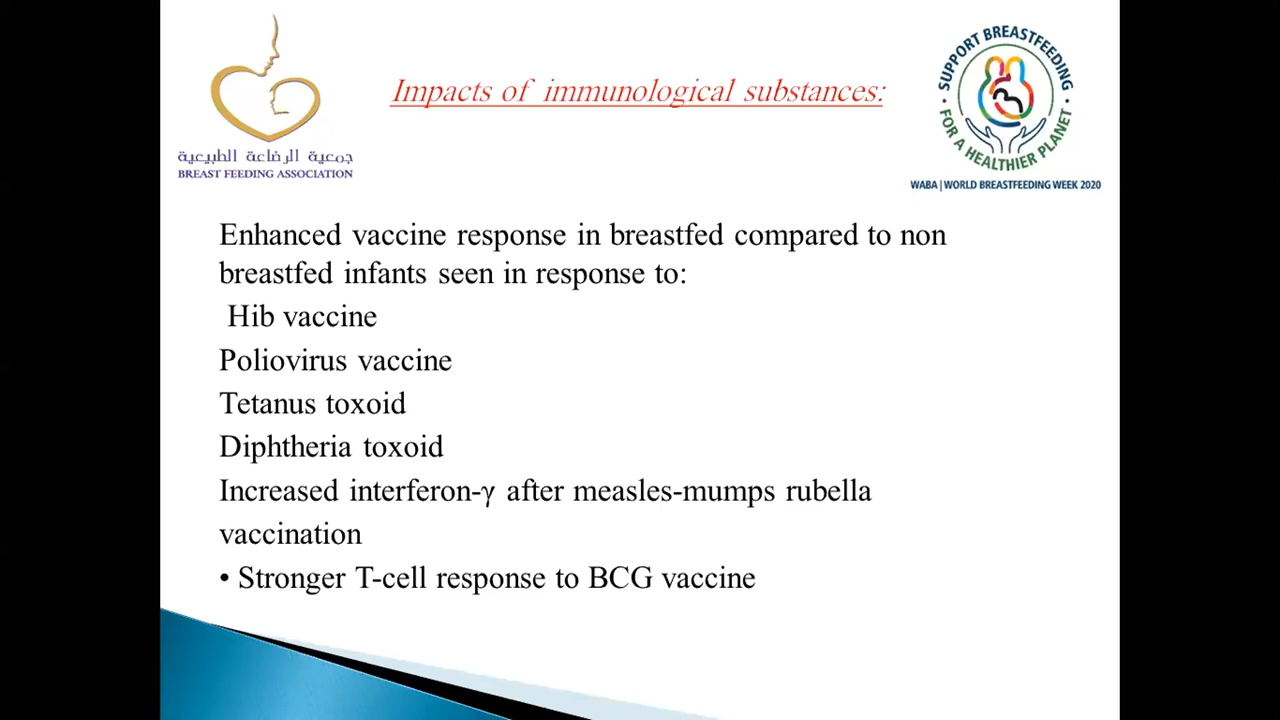 Impacts of immunological substances:
جمعية الرضاعة الطبيعية
BREAST FEEDING ASSOCIATION
SUPPORT BREASTFEEDING
FOR A HEALTHIER PLANET
WABA | WORLD BREASTFEEDING WEEK 2020
Enhanced vaccine response in breastfed compared to non
breastfed infants seen in response to:
Hib vaccine
Poliovirus vaccine
Tetanus toxoid
Diphtheria toxoid
Increased interferon-γ after measles-mumps rubella
vaccination
• Stronger T-cell response to BCG vaccine